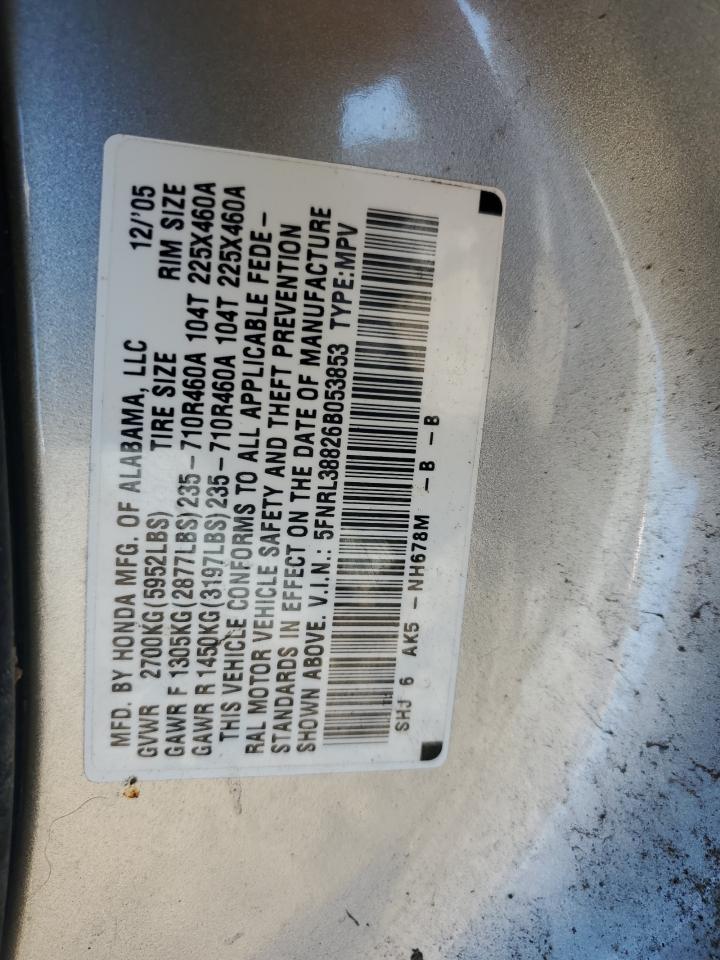 MFD. BY HONDA MFG. OF ALABAMA, LLC 12/'05
GVWR 2700KG(5952LBS) TIRE SIZE RIM SIZE
GAWR F 1305KG(2877LBS)235-710R460A 104T 225X460A
GAWR R 1450KG(3197LBS)235-710R460A 104T 225X460A
THIS VEHICLE CONFORMS TO ALL APPLICABLE FEDE-
RAL MOTOR VEHICLE SAFETY AND THEFT PREVENTION
STANDARDS IN EFFECT ON THE DATE OF MANUFACTURE
SHOWN ABOVE. V.I.N.: 5FNRL38826B053853 TYPE:MPV
SHJ 6 AK5 -NH678M -B -B